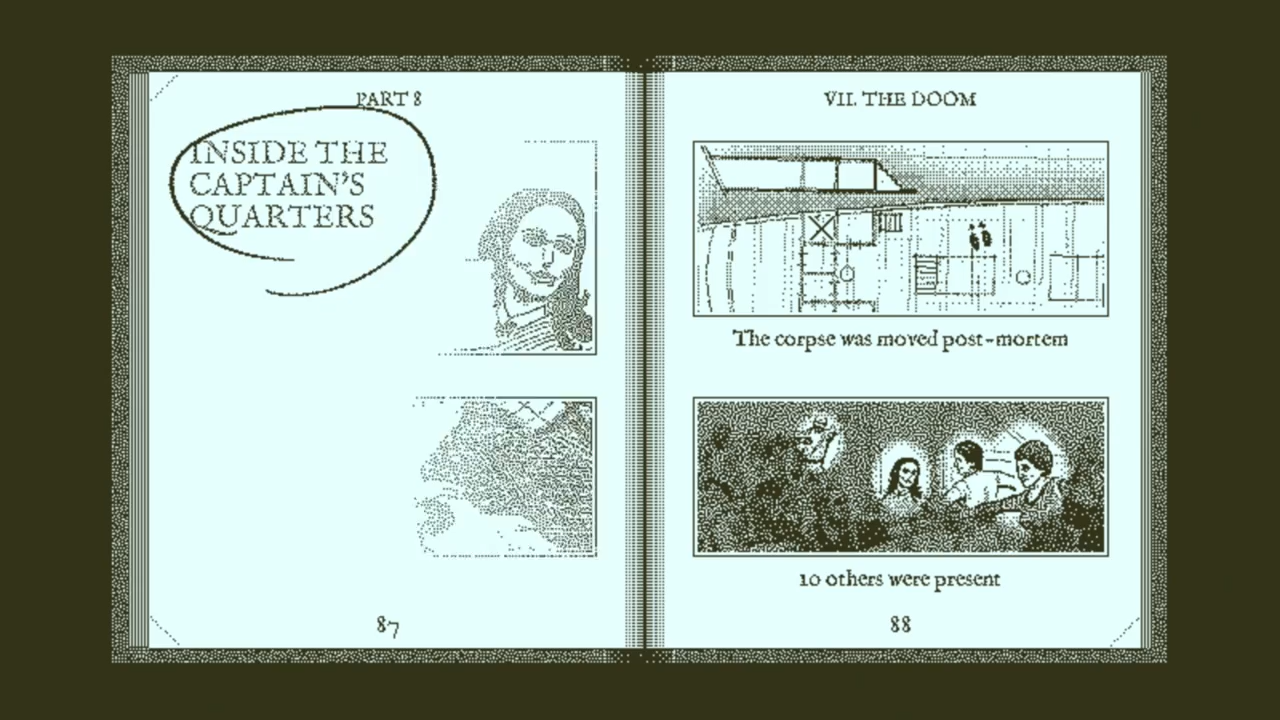 PART 8
INSIDE THE
CAPTAIN'S
QUARTERS
87
VII. THE DOOM
The corpse was moved post-mortem
10 others were present
88